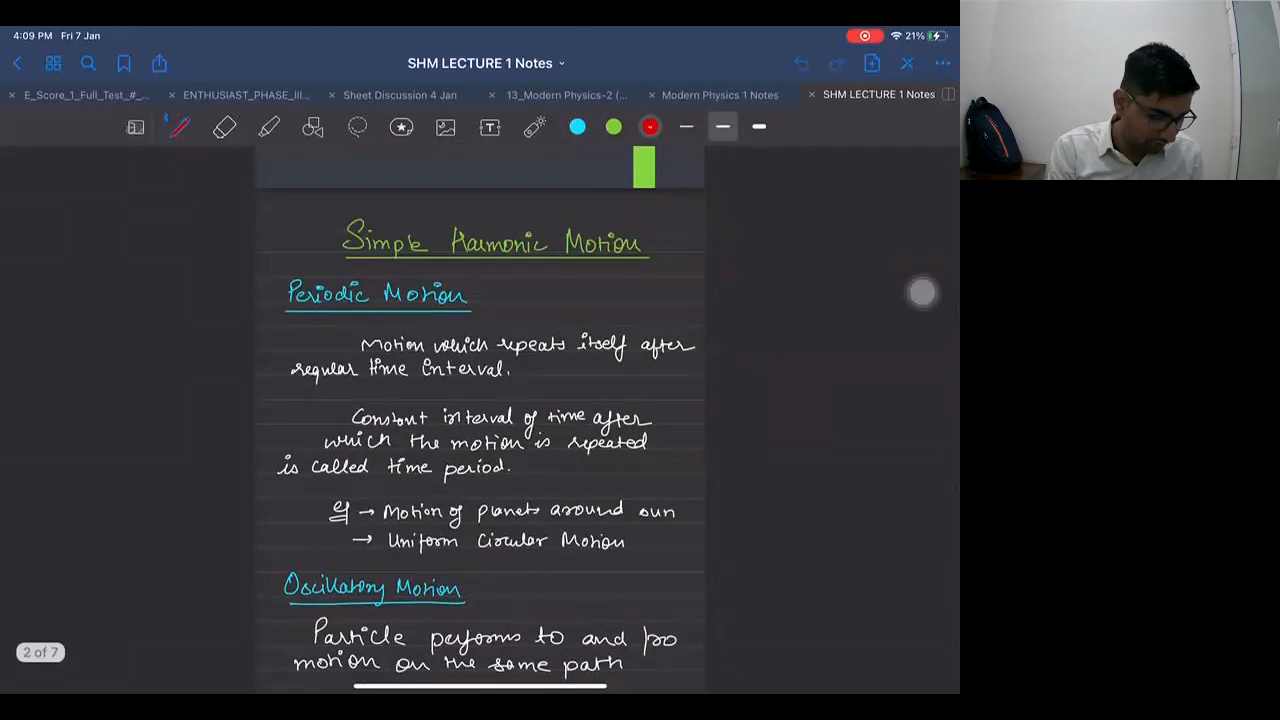 4:09 PM Fri 7 Jan
21%
SHM LECTURE 1 Notes
E_Score_1_Full_Test_#_...
ENTHUSIAST_PHASE_III...
Sheet Discussion 4 Jan
13_Modern Physics-2 (...
Modern Physics 1 Notes
SHM LECTURE 1 Notes
Simple Harmonic Motion
Periodic Motion
Motion which repeats itself after
regular time interval.
Constant interval of time after
which the motion is repeated
is called time period.
eg → Motion of planets around sun
→ Uniform Circular Motion
Oscillatory Motion
Particle performs to and fro
motion on the same path
2 of 7